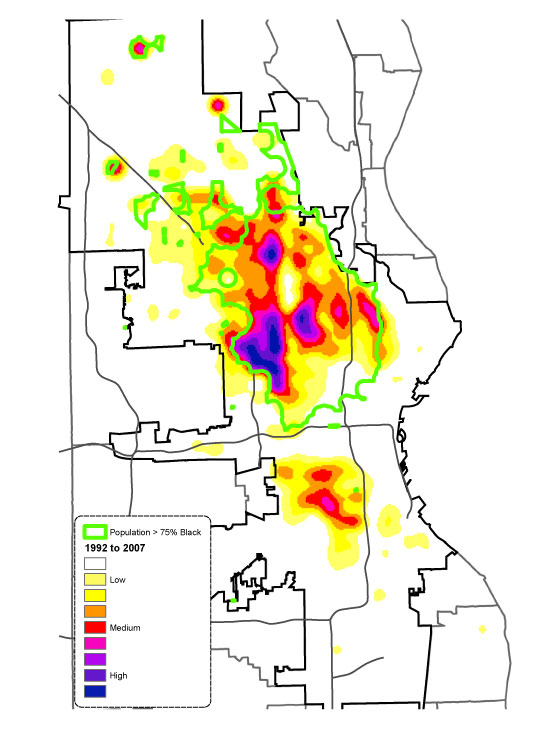 Population > 75% Black
1992 to 2007
Low
Medium
High